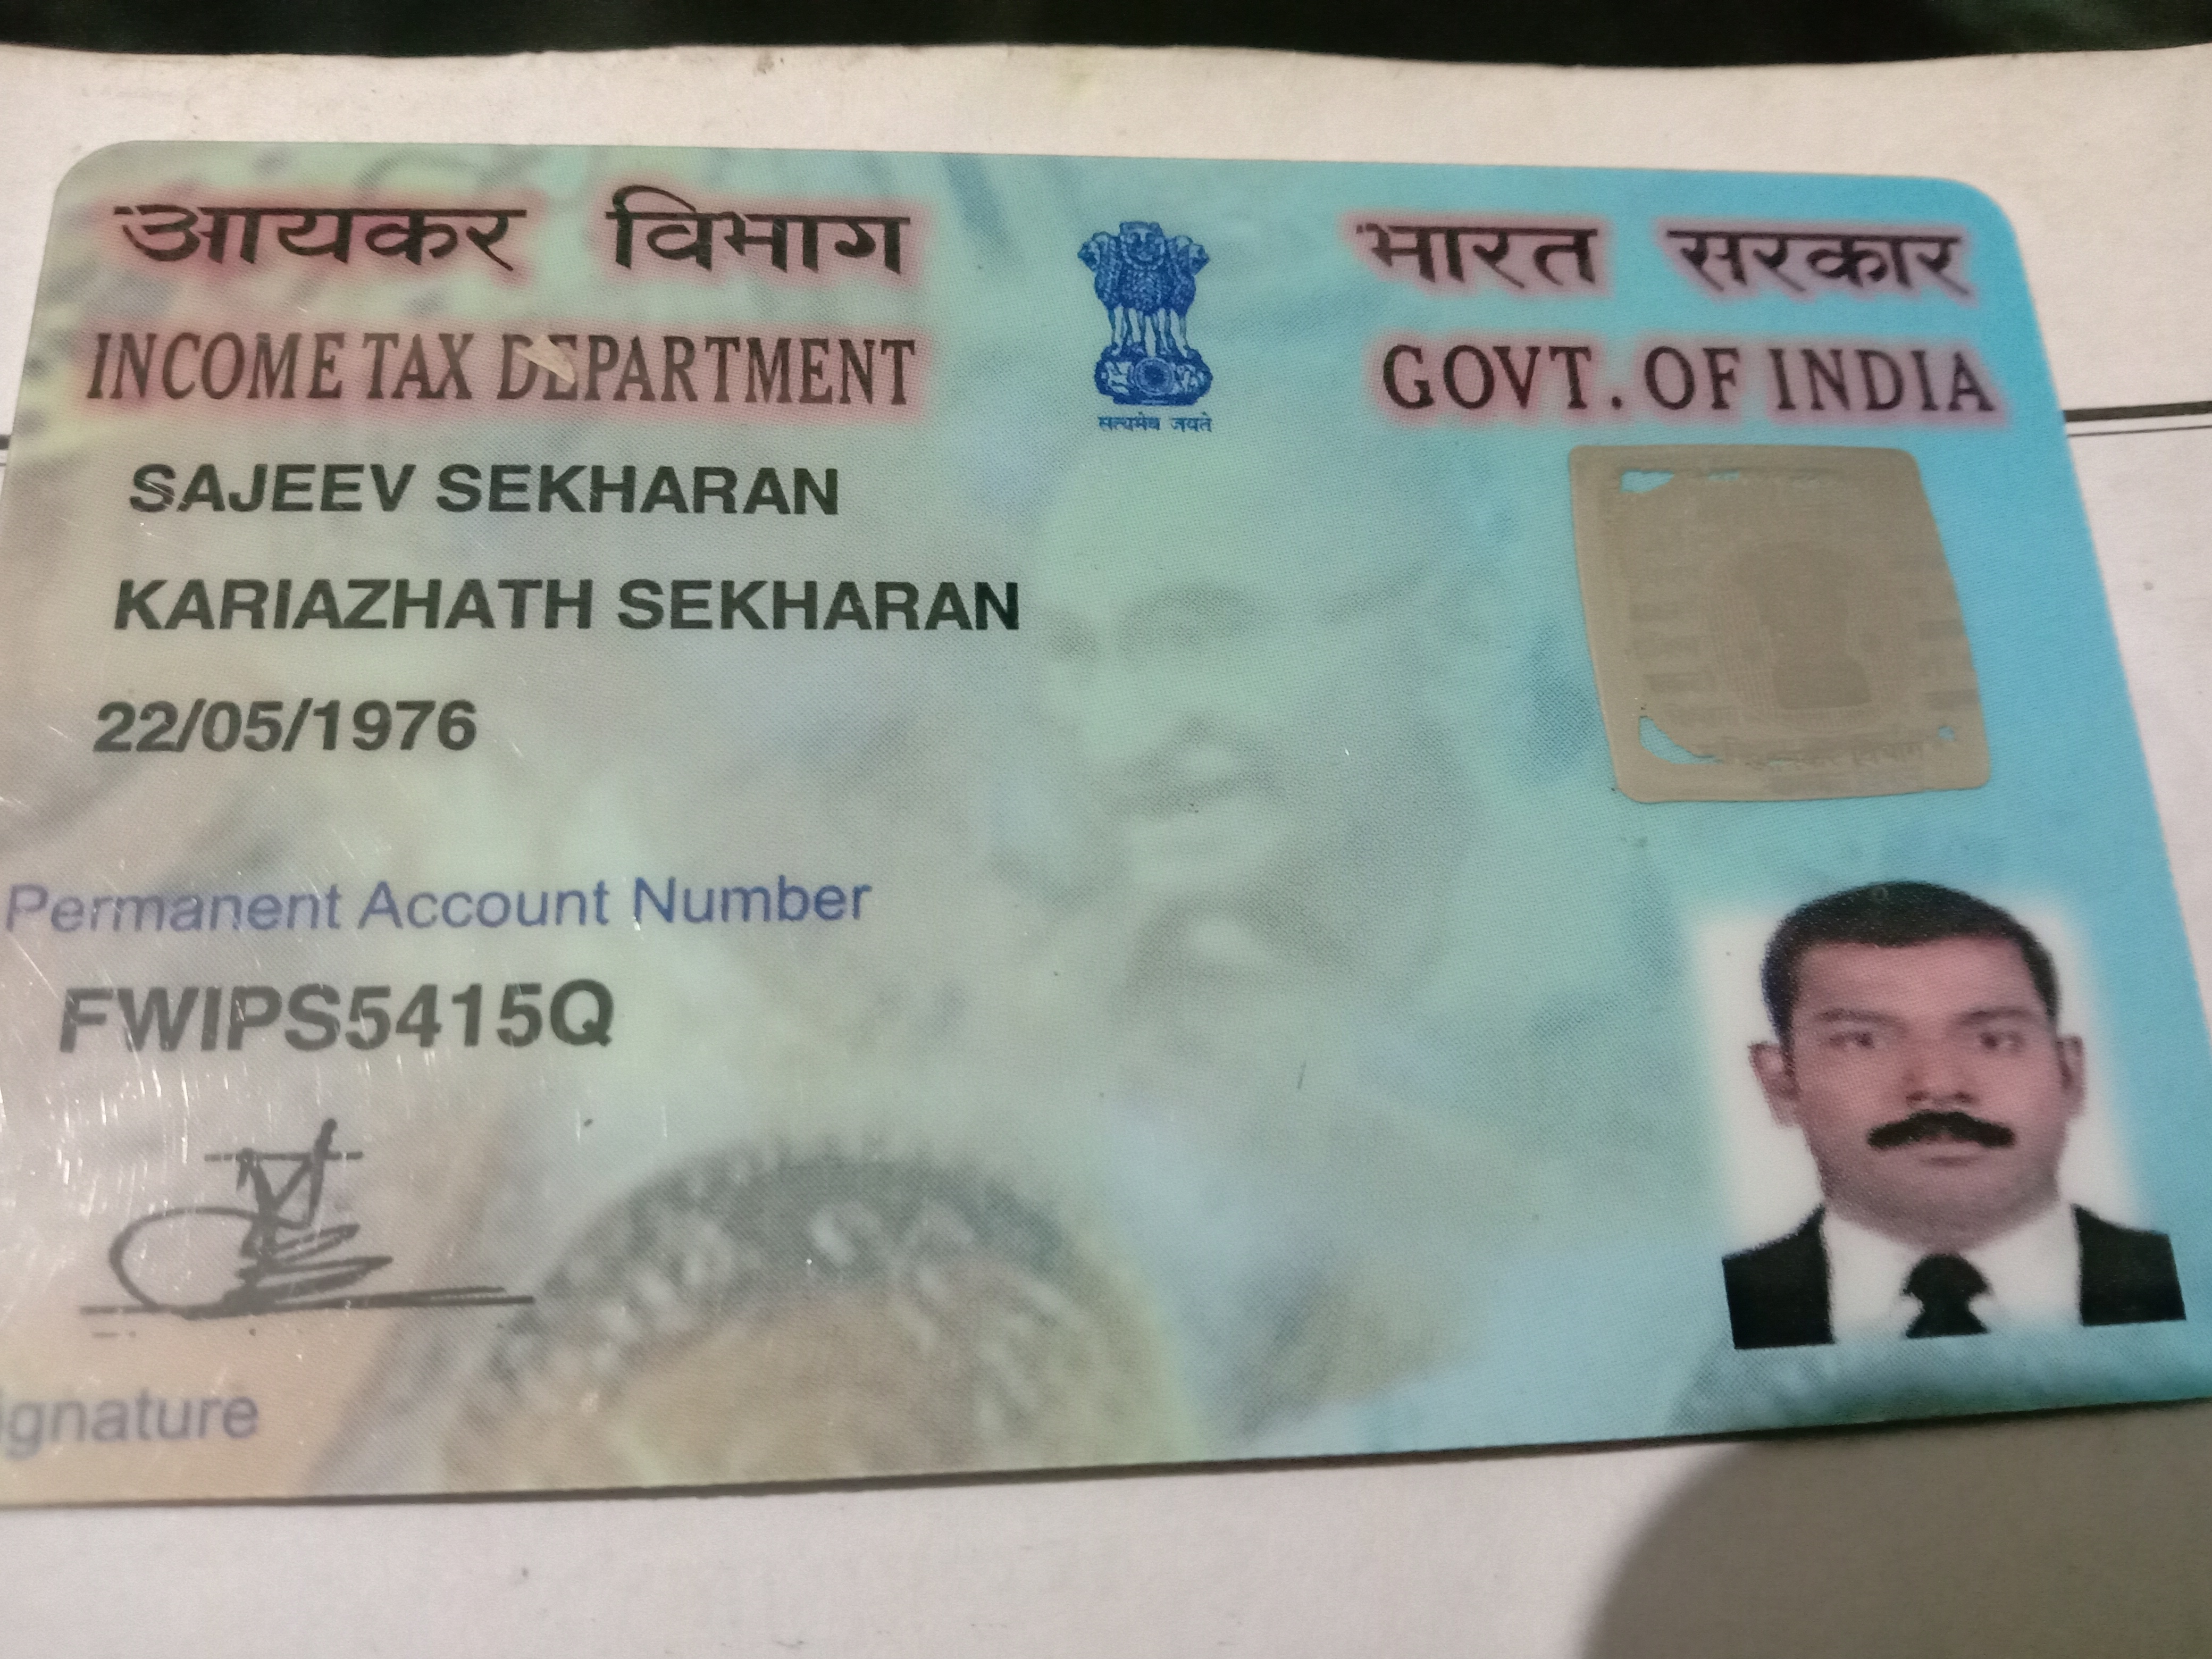 आयकर विभाग
INCOME TAX DEPARTMENT
भारत सरकार
GOVT. OF INDIA
सत्यमेव जयते
SAJEEV SEKHARAN
KARIAZHATH SEKHARAN
22/05/1976
Permanent Account Number
FWIPS5415Q
ignature